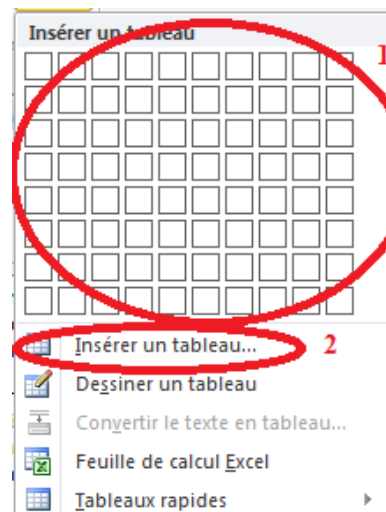 Insérer un tableau
1
Insérer un tableau...
2
Dessiner un tableau
Convertir le texte en tableau...
Feuille de calcul Excel
Tableaux rapides